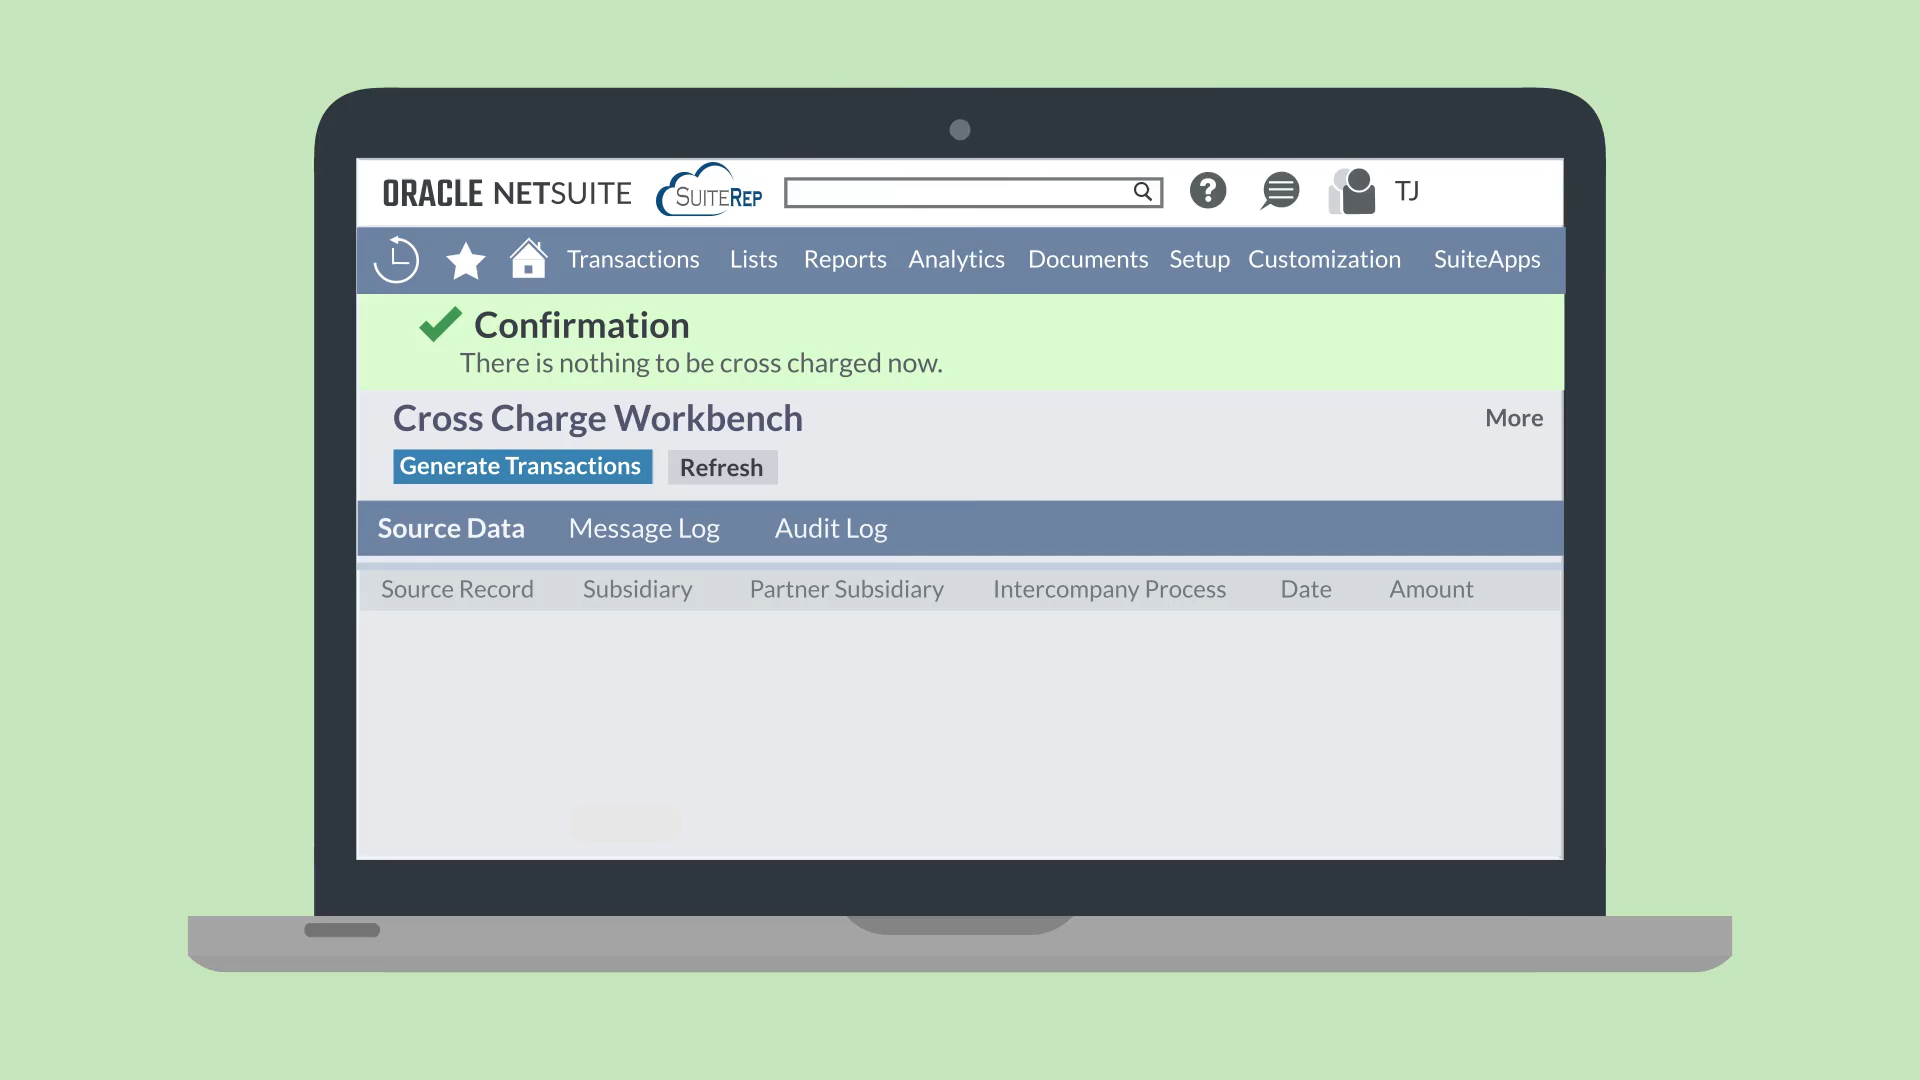 ORACLE NETSUITE SUITEREP ? TJ
Transactions Lists Reports Analytics Documents Setup Customization SuiteApps
Confirmation
There is nothing to be cross charged now.
Cross Charge Workbench More
Generate Transactions Refresh
Source Data Message Log Audit Log
Source Record Subsidiary Partner Subsidiary Intercompany Process Date Amount